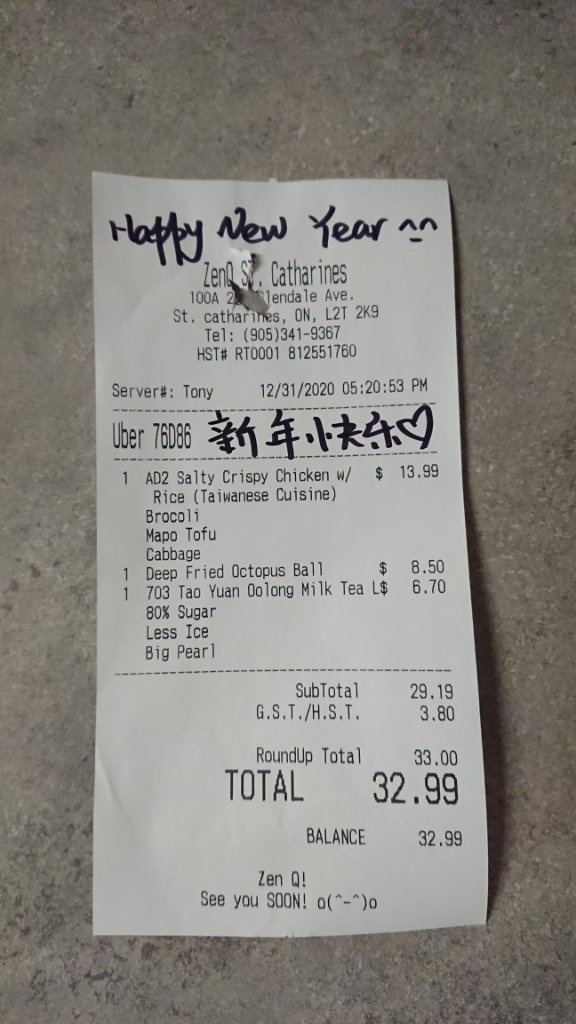 Happy New Year ^_^
ZenQ St. Catharines
100A 2 Glendale Ave.
St. catharines, ON, L2T 2K9
Tel: (905)341-9367
HST# RT0001 812551760
Server#: Tony 12/31/2020 05:20:53 PM
Uber 76D86 新年快乐♡
1 AD2 Salty Crispy Chicken w/ $ 13.99
Rice (Taiwanese Cuisine)
Brocoli
Mapo Tofu
Cabbage
1 Deep Fried Octopus Ball $ 8.50
1 703 Tao Yuan Oolong Milk Tea L$ 6.70
80% Sugar
Less Ice
Big Pearl
SubTotal 29.19
G.S.T./H.S.T. 3.80
RoundUp Total 33.00
TOTAL 32.99
BALANCE 32.99
Zen Q!
See you SOON! o(^-^)o